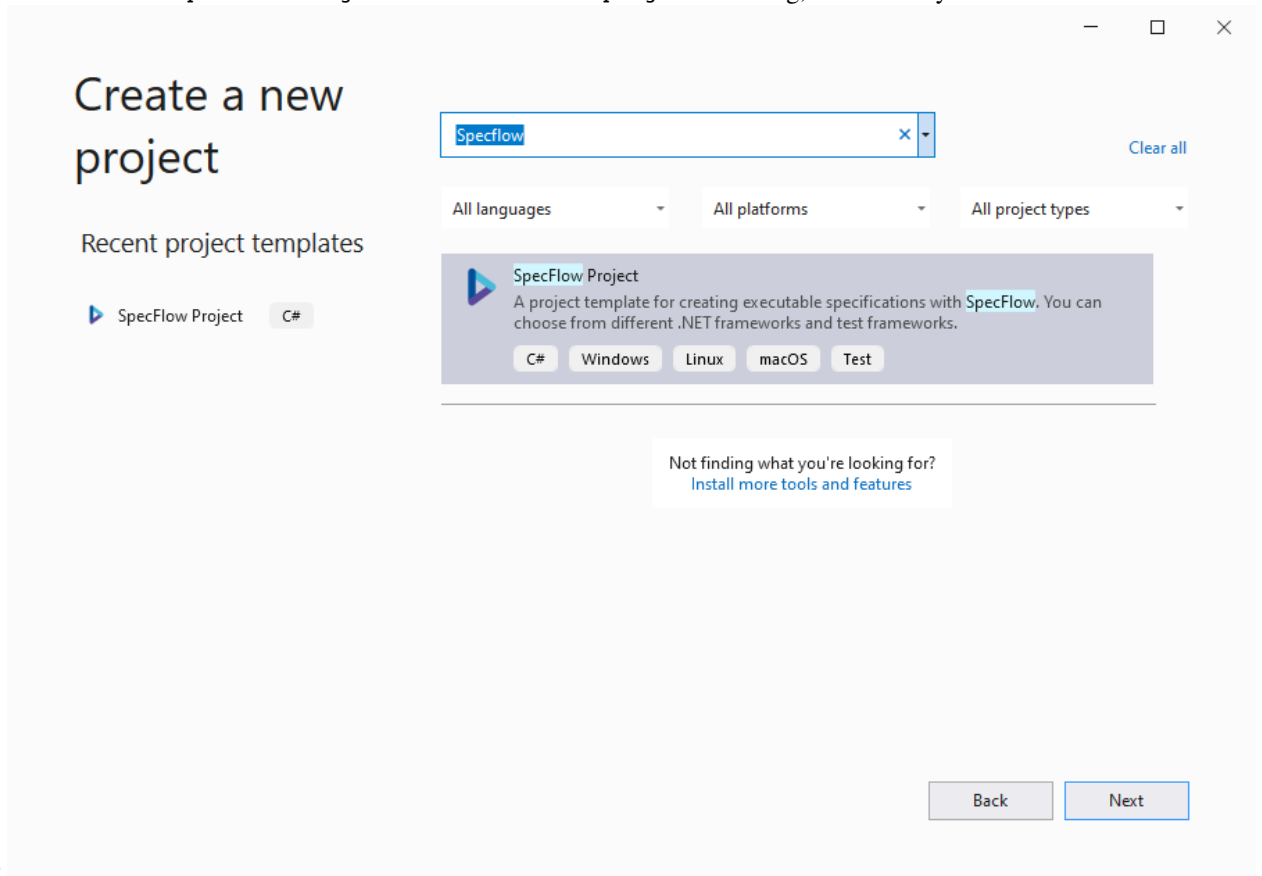 Create a new
project
Specflow
Clear all
All languages
All platforms
All project types
Recent project templates
SpecFlow Project C#
SpecFlow Project
A project template for creating executable specifications with SpecFlow. You can
choose from different .NET frameworks and test frameworks.
C# Windows Linux macOS Test
Not finding what you're looking for?
Install more tools and features
Back Next